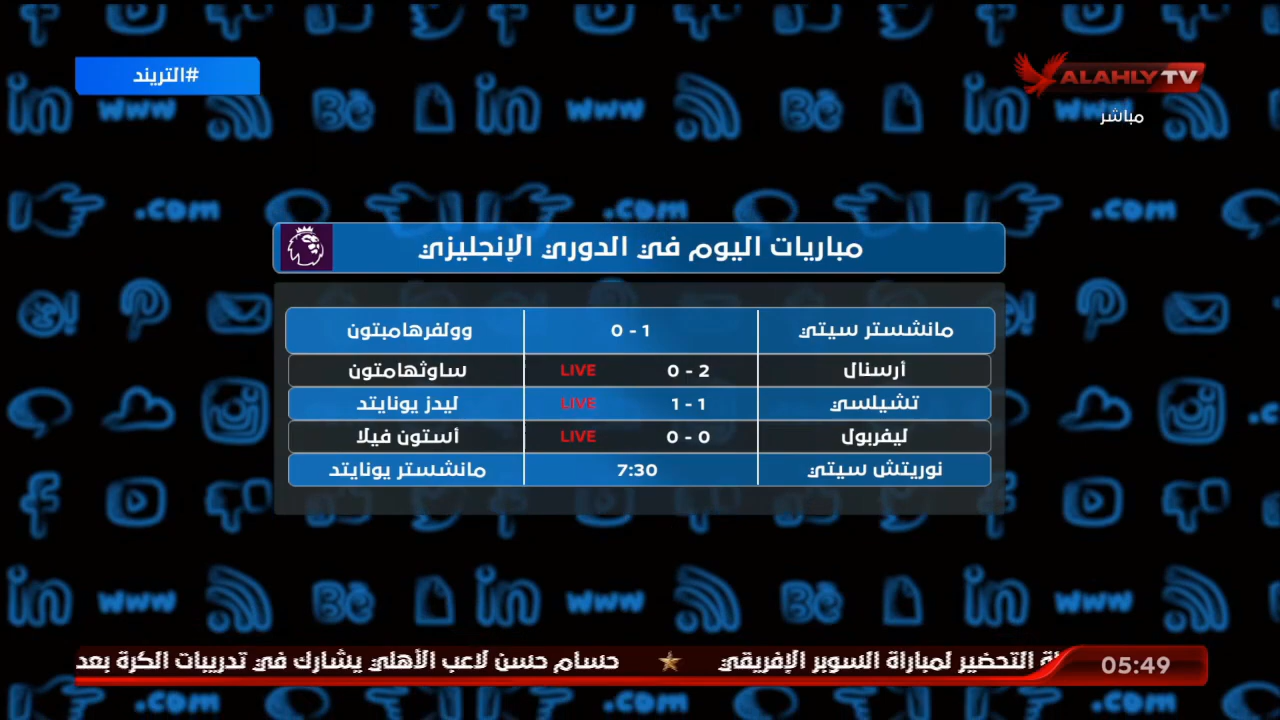 #التريند
ALAHLY TV
مباشر
مباريات اليوم في الدوري الإنجليزي
مانشستر سيتي 1 - 0 وولفرهامبتون
أرسنال 2 - 0 LIVE ساوثهامتون
تشيلسي 1 - 1 LIVE ليدز يونايتد
ليفربول 0 - 0 LIVE أستون فيلا
نوريتش سيتي 7:30 مانشستر يونايتد
التحضير لمباراة السوبر الإفريقي ★ حسام حسن لاعب الأهلي يشارك في تدريبات الكرة بعد
05:49